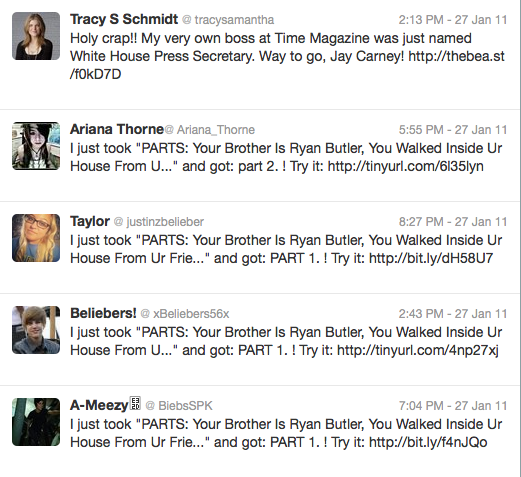 Tracy S Schmidt @ tracysamantha 2:13 PM - 27 Jan 11
Holy crap!! My very own boss at Time Magazine was just named
White House Press Secretary. Way to go, Jay Carney! http://thebea.st
/f0kD7D
Ariana Thorne@ Ariana_Thorne 5:55 PM - 27 Jan 11
I just took "PARTS: Your Brother Is Ryan Butler, You Walked Inside Ur
House From U..." and got: part 2. ! Try it: http://tinyurl.com/6l35lyn
Taylor @ justinzbelieber 8:27 PM - 27 Jan 11
I just took "PARTS: Your Brother Is Ryan Butler, You Walked Inside Ur
House From Ur Frie..." and got: PART 1. ! Try it: http://bit.ly/dH58U7
Beliebers! @ xBeliebers56x 2:43 PM - 27 Jan 11
I just took "PARTS: Your Brother Is Ryan Butler, You Walked Inside Ur
House From U..." and got: PART 1. ! Try it: http://tinyurl.com/4np27xj
A-Meezy @ BiebsSPK 7:04 PM - 27 Jan 11
I just took "PARTS: Your Brother Is Ryan Butler, You Walked Inside Ur
House From Ur Frie..." and got: PART 1. ! Try it: http://bit.ly/f4nJQo